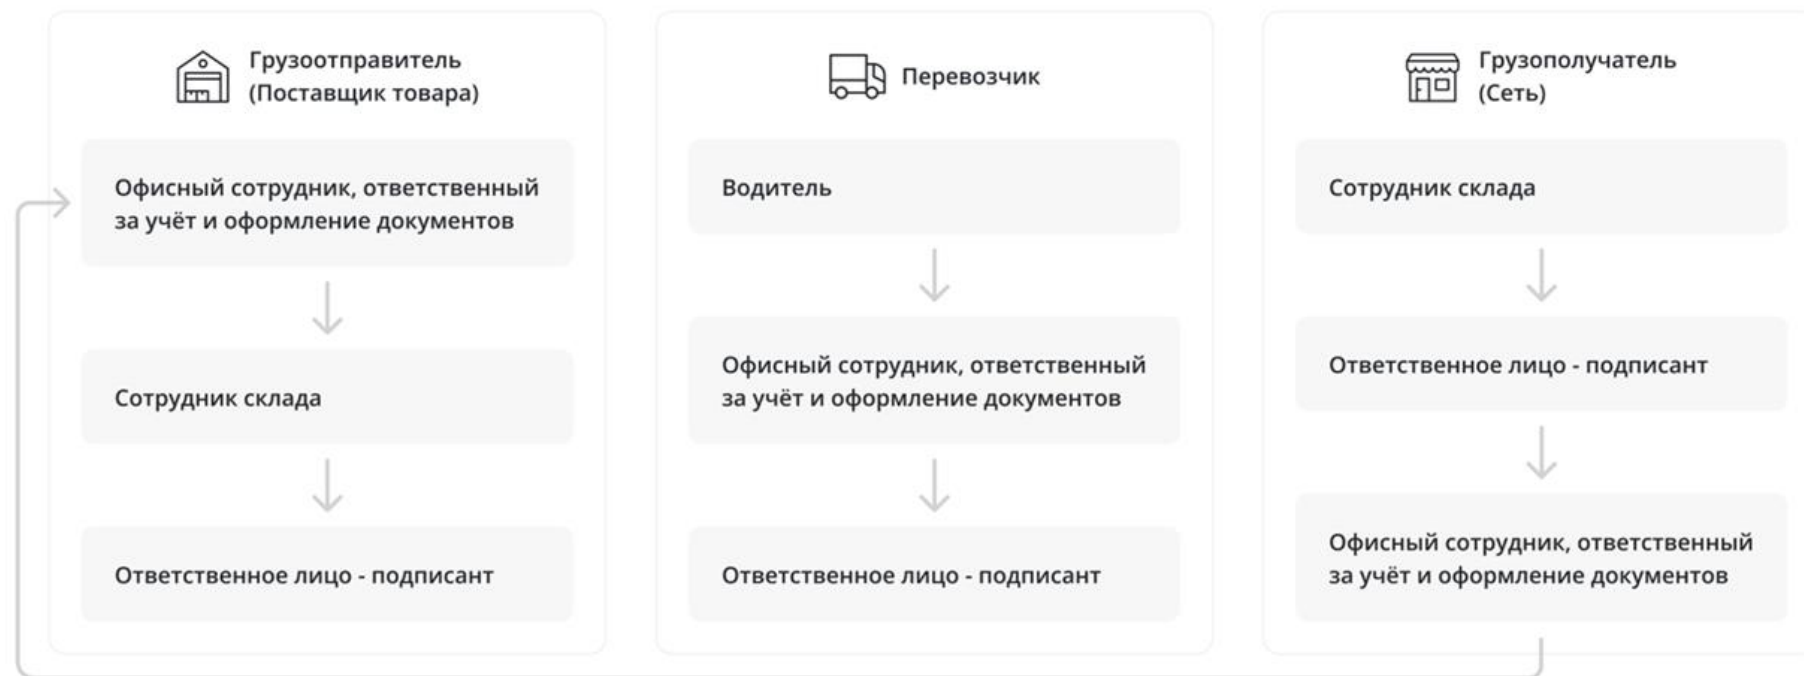 Грузоотправитель
(Поставщик товара)
Офисный сотрудник, ответственный
за учёт и оформление документов
Сотрудник склада
Ответственное лицо - подписант
Перевозчик
Водитель
Офисный сотрудник, ответственный
за учёт и оформление документов
Ответственное лицо - подписант
Грузополучатель
(Сеть)
Сотрудник склада
Ответственное лицо - подписант
Офисный сотрудник, ответственный
за учёт и оформление документов